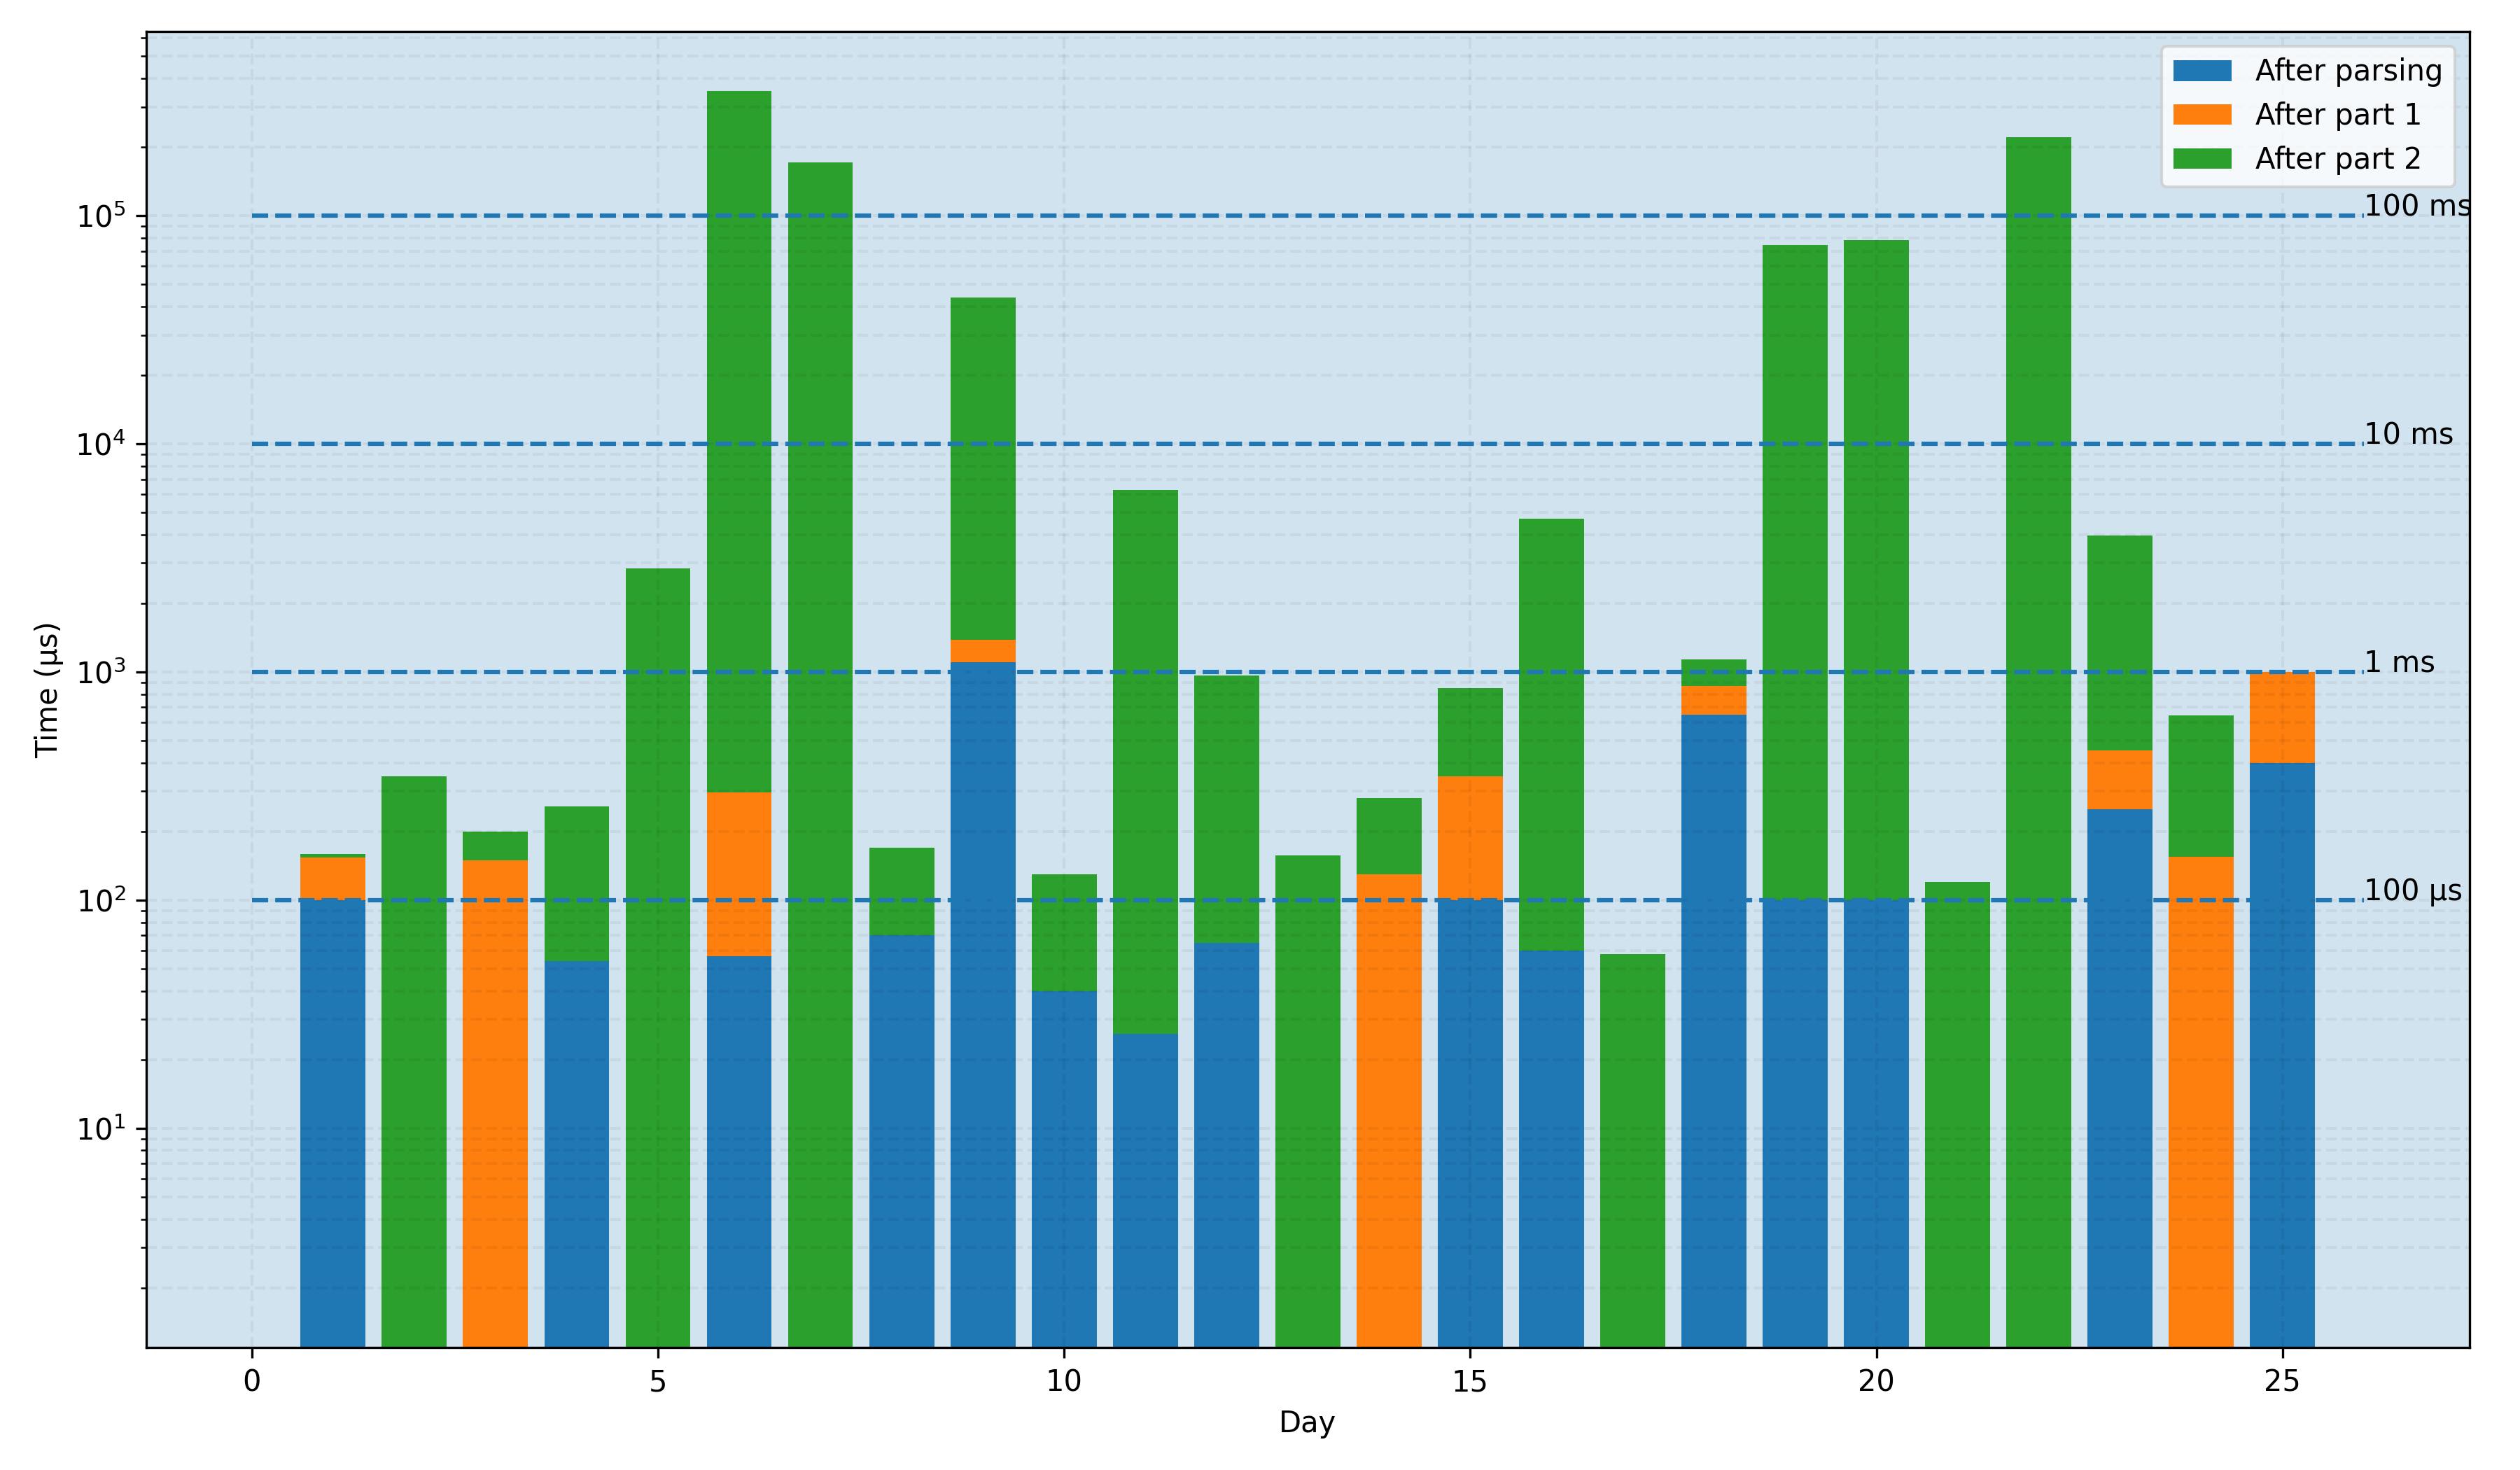 After parsing
After part 1
After part 2
10⁵
100 ms
10⁴
10 ms
10³
1 ms
10²
100 µs
10¹
Time (µs)
0 5 10 15 20 25
Day